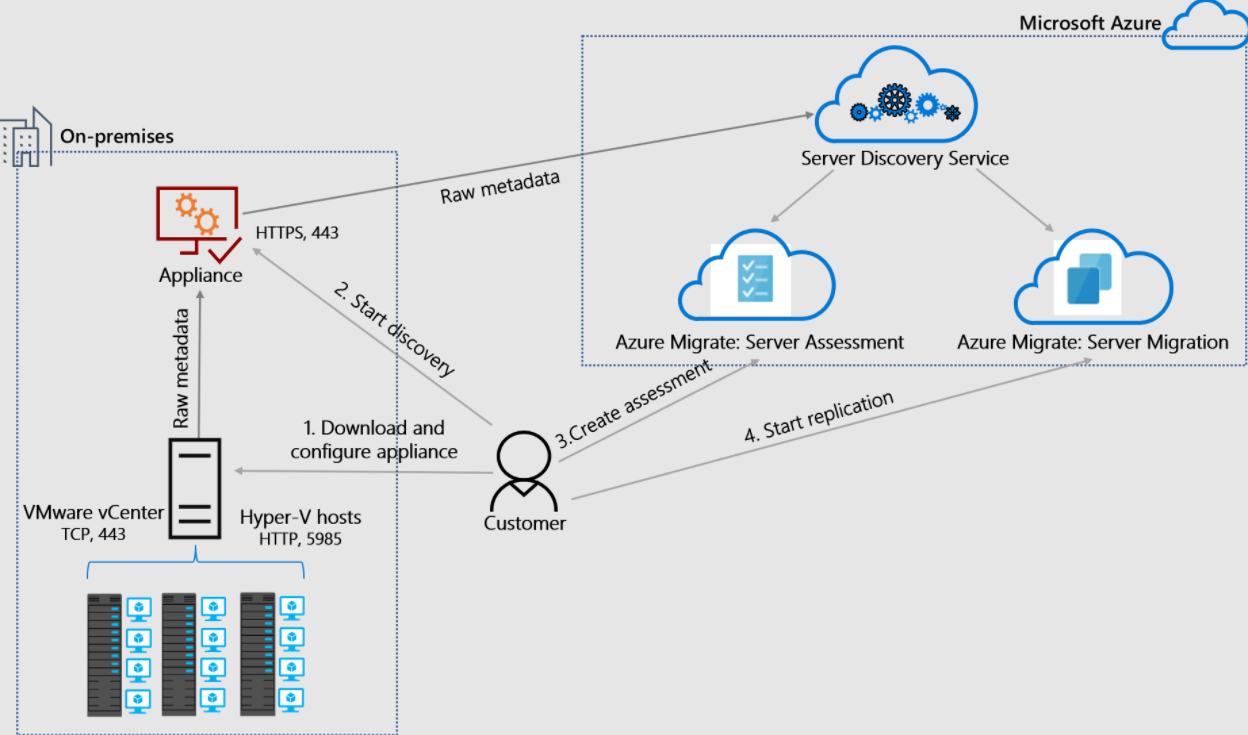 Microsoft Azure
On-premises
Server Discovery Service
Raw metadata
HTTPS, 443
Appliance
2. Start discovery
Raw metadata
Azure Migrate: Server Assessment
Azure Migrate: Server Migration
3.Create assessment
4. Start replication
1. Download and
configure appliance
VMware vCenter
TCP, 443
Hyper-V hosts
HTTP, 5985
Customer